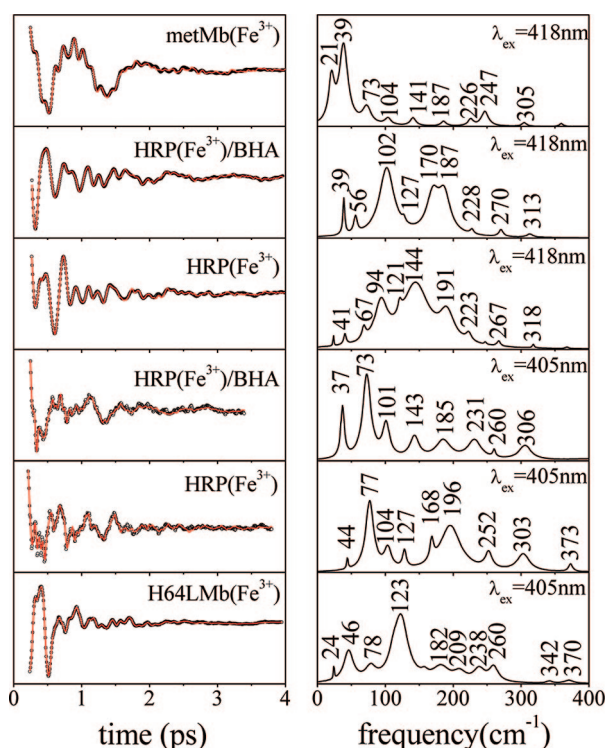 metMb(Fe³⁺)
HRP(Fe³⁺)/BHA
HRP(Fe³⁺)
HRP(Fe³⁺)/BHA
HRP(Fe³⁺)
H64LMb(Fe³⁺)
0 1 2 3 4
time (ps)
λex=418nm
21 39 73 104 141 187 226 247 305
λex=418nm
39 56 102 127 170 187 228 270 313
λex=418nm
41 67 94 121 144 191 223 267 318
λex=405nm
37 73 101 143 185 231 260 306
λex=405nm
44 77 104 127 168 196 252 303 373
λex=405nm
24 46 78 123 182 209 238 260 342 370
0 100 200 300 400
frequency(cm⁻¹)